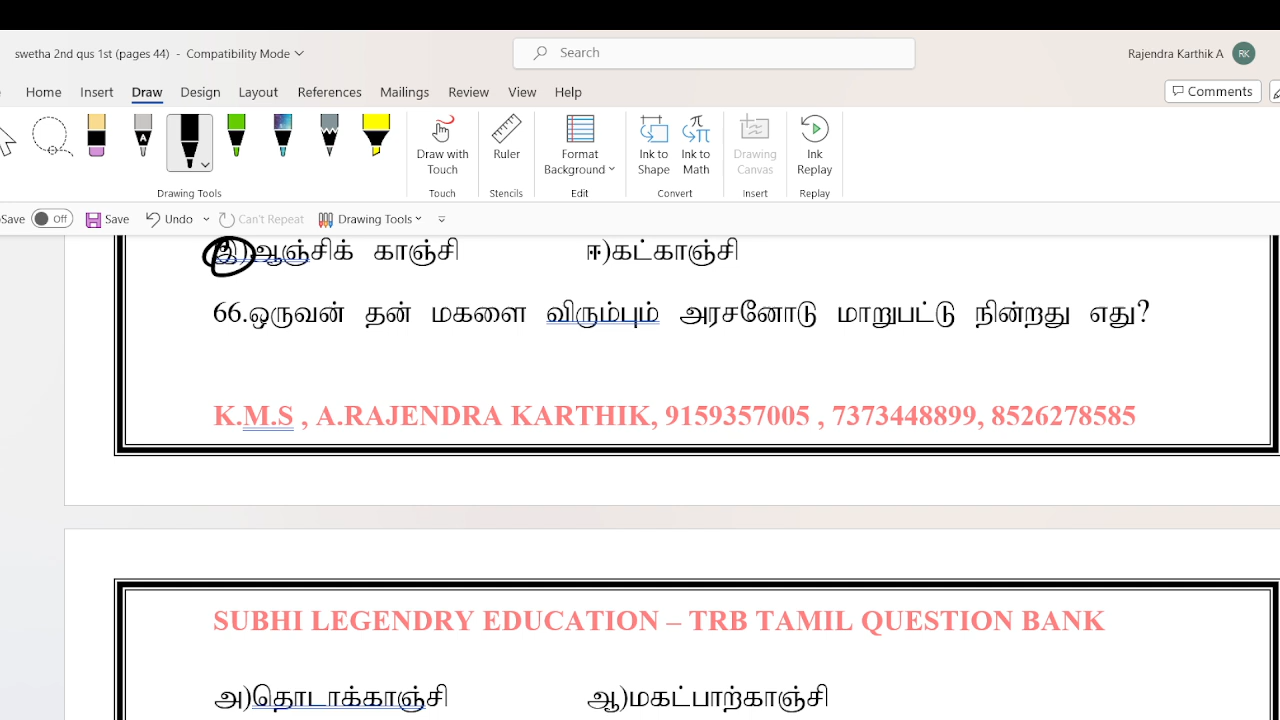 swetha 2nd qus 1st (pages 44) - Compatibility Mode
Search
Rajendra Karthik A RK
Home Insert Draw Design Layout References Mailings Review View Help
Comments
Draw with Touch
Ruler
Format Background
Ink to Shape
Ink to Math
Drawing Canvas
Ink Replay
Drawing Tools Touch Stencils Edit Convert Insert Replay
Save Off Save Undo Can't Repeat Drawing Tools
இ)ஆஞ்சிக் காஞ்சி ஈ)கட்காஞ்சி
66.ஒருவன் தன் மகளை விரும்பும் அரசனோடு மாறுபட்டு நின்றது எது?
K.M.S , A.RAJENDRA KARTHIK, 9159357005 , 7373448899, 8526278585
SUBHI LEGENDRY EDUCATION – TRB TAMIL QUESTION BANK
அ)தொடாக்காஞ்சி ஆ)மகட்பாற்காஞ்சி